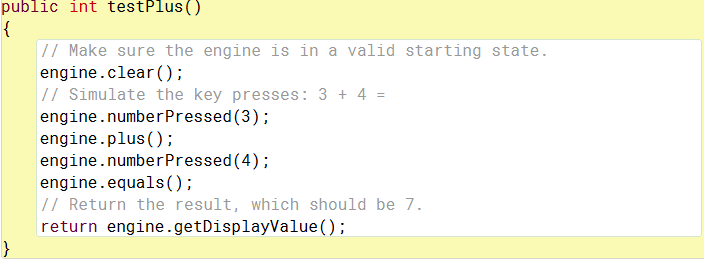 public int testPlus()
{
// Make sure the engine is in a valid starting state.
engine.clear();
// Simulate the key presses: 3 + 4 =
engine.numberPressed(3);
engine.plus();
engine.numberPressed(4);
engine.equals();
// Return the result, which should be 7.
return engine.getDisplayValue();
}